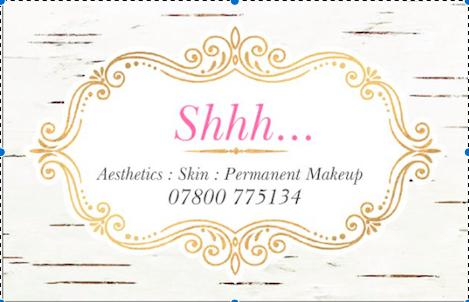 Shhh...
Aesthetics : Skin : Permanent Makeup
07800 775134